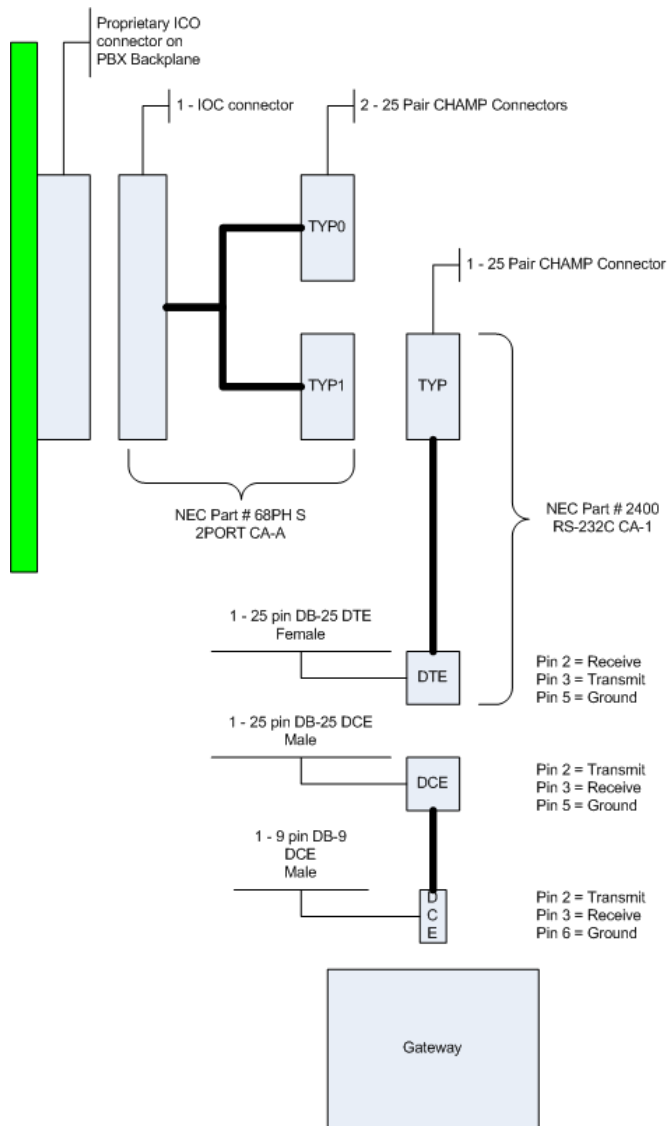 Proprietary ICO
connector on
PBX Backplane
1 - IOC connector
2 - 25 Pair CHAMP Connectors
TYP0
1 - 25 Pair CHAMP Connector
TYP1
TYP
NEC Part # 68PH S
2PORT CA-A
NEC Part # 2400
RS-232C CA-1
1 - 25 pin DB-25 DTE
Female
DTE
Pin 2 = Receive
Pin 3 = Transmit
Pin 5 = Ground
1 - 25 pin DB-25 DCE
Male
DCE
Pin 2 = Transmit
Pin 3 = Receive
Pin 5 = Ground
1 - 9 pin DB-9
DCE
Male
D
C
E
Pin 2 = Transmit
Pin 3 = Receive
Pin 6 = Ground
Gateway